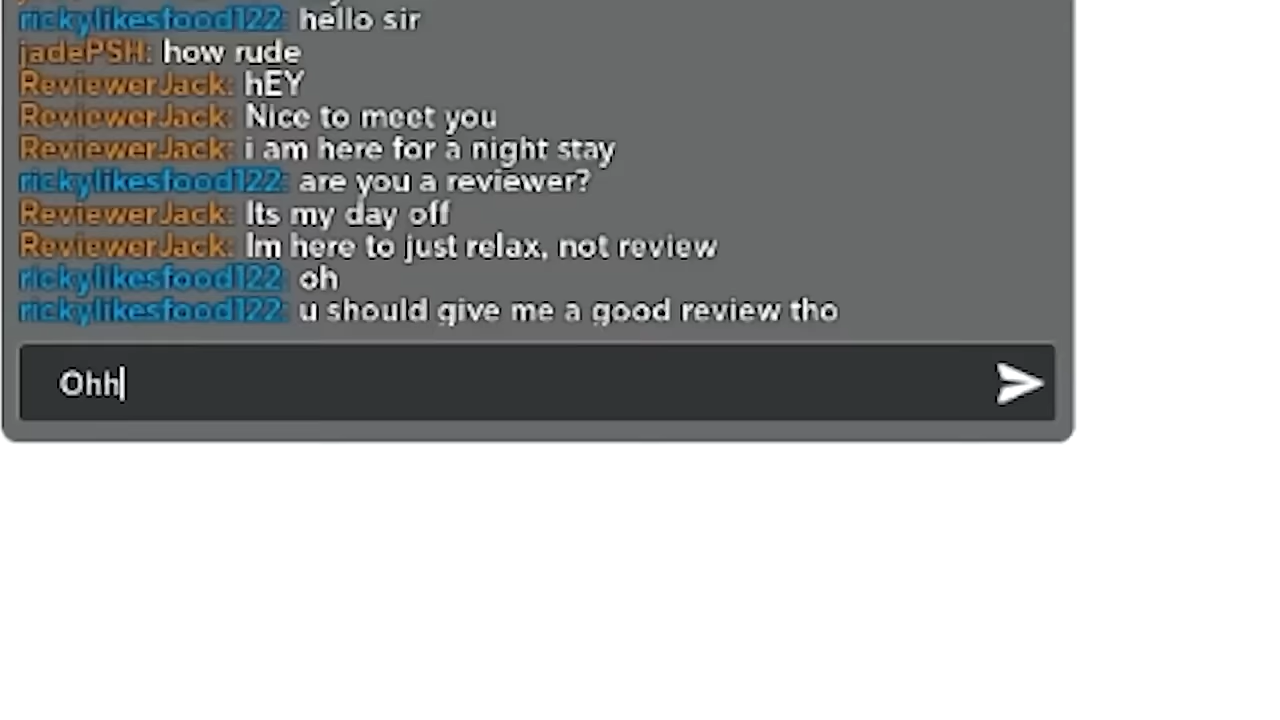 rickylikesfood122: hello sir
jadePSH: how rude
ReviewerJack: hEY
ReviewerJack: Nice to meet you
ReviewerJack: i am here for a night stay
rickylikesfood122: are you a reviewer?
ReviewerJack: Its my day off
ReviewerJack: Im here to just relax, not review
rickylikesfood122: oh
rickylikesfood122: u should give me a good review tho
Ohh